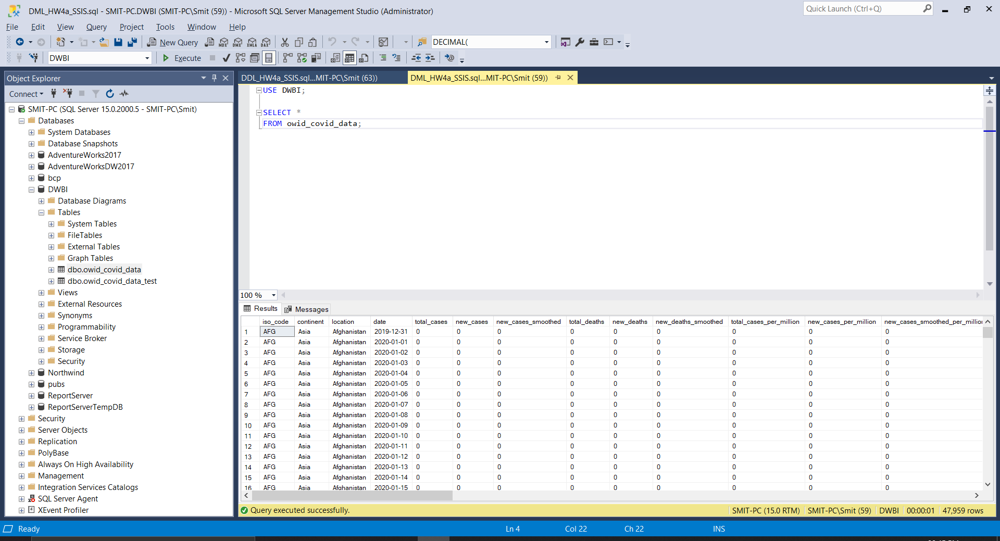 DML_HW4a_SSIS.sql - SMIT-PC.DWBI (SMIT-PC\Smit (59)) - Microsoft SQL Server Management Studio (Administrator)
Quick Launch (Ctrl+Q)
File Edit View Query Project Tools Window Help
New Query MDX DMX XMLA DAX DECIMAL(
DWBI Execute
Object Explorer
Connect
SMIT-PC (SQL Server 15.0.2000.5 - SMIT-PC\Smit)
Databases
System Databases
Database Snapshots
AdventureWorks2017
AdventureWorksDW2017
bcp
DWBI
Database Diagrams
Tables
System Tables
FileTables
External Tables
Graph Tables
dbo.owid_covid_data
dbo.owid_covid_data_test
Views
External Resources
Synonyms
Programmability
Service Broker
Storage
Security
Northwind
pubs
ReportServer
ReportServerTempDB
Security
Server Objects
Replication
PolyBase
Always On High Availability
Management
Integration Services Catalogs
SQL Server Agent
XEvent Profiler
DDL_HW4a_SSIS.sql...MIT-PC\Smit (63)) DML_HW4a_SSIS.sql...MIT-PC\Smit (59))
USE DWBI;
SELECT *
FROM owid_covid_data;
100 %
Results Messages
iso_code continent location date total_cases new_cases new_cases_smoothed total_deaths new_deaths new_deaths_smoothed total_cases_per_million new_cases_per_million new_cases_smoothed_per_millior
1 AFG Asia Afghanistan 2019-12-31 0 0 0 0 0 0 0 0 0
2 AFG Asia Afghanistan 2020-01-01 0 0 0 0 0 0 0 0 0
3 AFG Asia Afghanistan 2020-01-02 0 0 0 0 0 0 0 0 0
4 AFG Asia Afghanistan 2020-01-03 0 0 0 0 0 0 0 0 0
5 AFG Asia Afghanistan 2020-01-04 0 0 0 0 0 0 0 0 0
6 AFG Asia Afghanistan 2020-01-05 0 0 0 0 0 0 0 0 0
7 AFG Asia Afghanistan 2020-01-06 0 0 0 0 0 0 0 0 0
8 AFG Asia Afghanistan 2020-01-07 0 0 0 0 0 0 0 0 0
9 AFG Asia Afghanistan 2020-01-08 0 0 0 0 0 0 0 0 0
10 AFG Asia Afghanistan 2020-01-09 0 0 0 0 0 0 0 0 0
11 AFG Asia Afghanistan 2020-01-10 0 0 0 0 0 0 0 0 0
12 AFG Asia Afghanistan 2020-01-11 0 0 0 0 0 0 0 0 0
13 AFG Asia Afghanistan 2020-01-12 0 0 0 0 0 0 0 0 0
14 AFG Asia Afghanistan 2020-01-13 0 0 0 0 0 0 0 0 0
15 AFG Asia Afghanistan 2020-01-14 0 0 0 0 0 0 0 0 0
16 AFG Asia Afghanistan 2020-01-15 0 0 0 0 0 0 0 0 0
Query executed successfully. SMIT-PC (15.0 RTM) SMIT-PC\Smit (59) DWBI 00:00:01 47,959 rows
Ready Ln 4 Col 22 Ch 22 INS